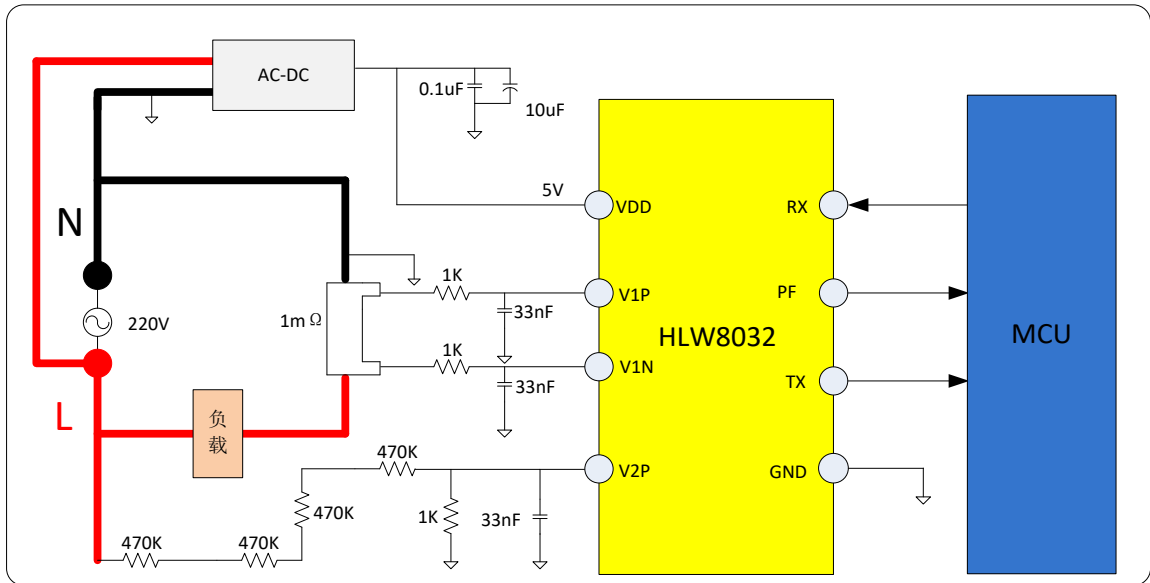 AC-DC
0.1uF
10uF
5V
VDD
RX
N
1K
V1P
PF
33nF
220V
1mΩ
HLW8032
MCU
1K
V1N
TX
33nF
L
负
载
470K
V2P
GND
470K
1K
33nF
470K
470K